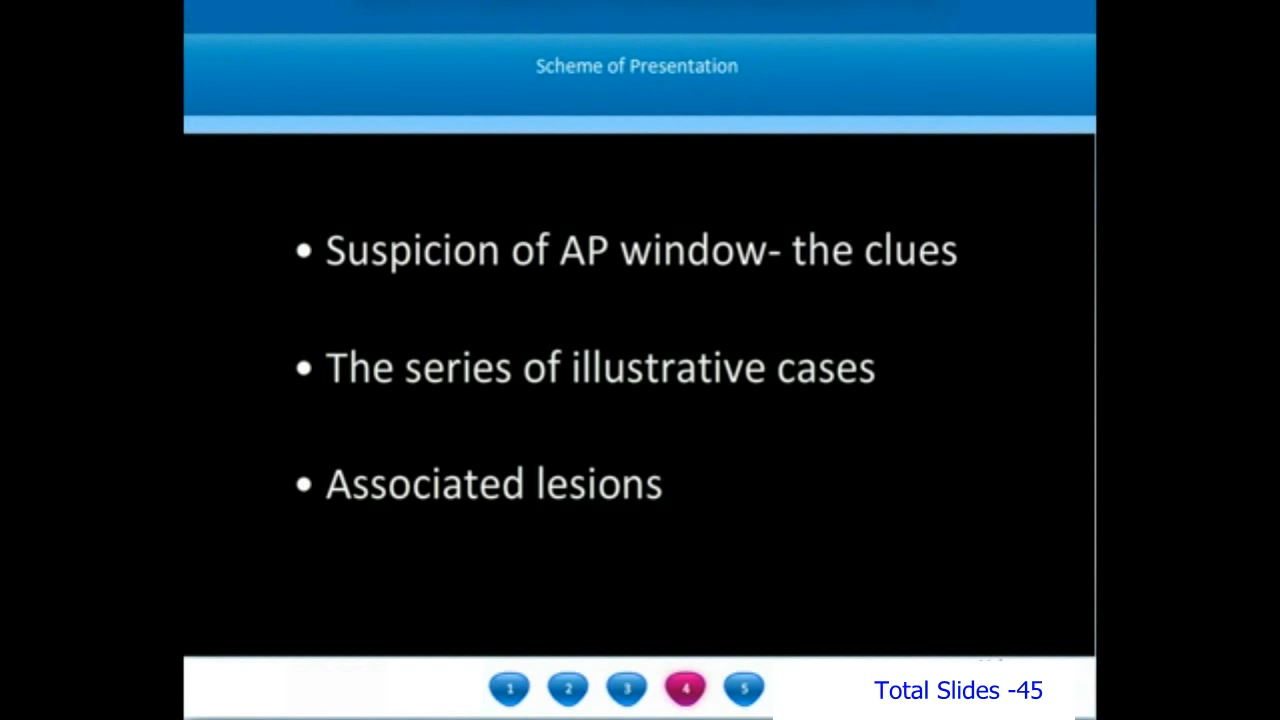 Scheme of Presentation
• Suspicion of AP window- the clues
• The series of illustrative cases
• Associated lesions
1 2 3 4 5
Total Slides -45